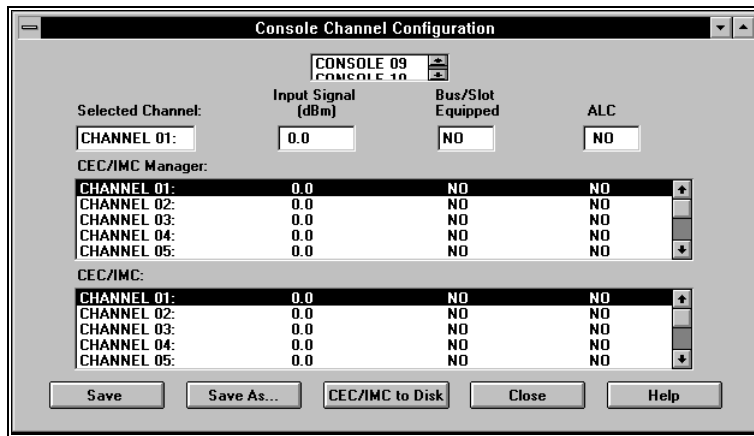 Console Channel Configuration
CONSOLE 09
CONSOLE 10
Selected Channel:
Input Signal
(dBm)
Bus/Slot
Equipped
ALC
CHANNEL 01:
0.0
NO
NO
CEC/IMC Manager:
CHANNEL 01: 0.0 NO NO
CHANNEL 02: 0.0 NO NO
CHANNEL 03: 0.0 NO NO
CHANNEL 04: 0.0 NO NO
CHANNEL 05: 0.0 NO NO
CEC/IMC:
CHANNEL 01: 0.0 NO NO
CHANNEL 02: 0.0 NO NO
CHANNEL 03: 0.0 NO NO
CHANNEL 04: 0.0 NO NO
CHANNEL 05: 0.0 NO NO
Save Save As... CEC/IMC to Disk Close Help